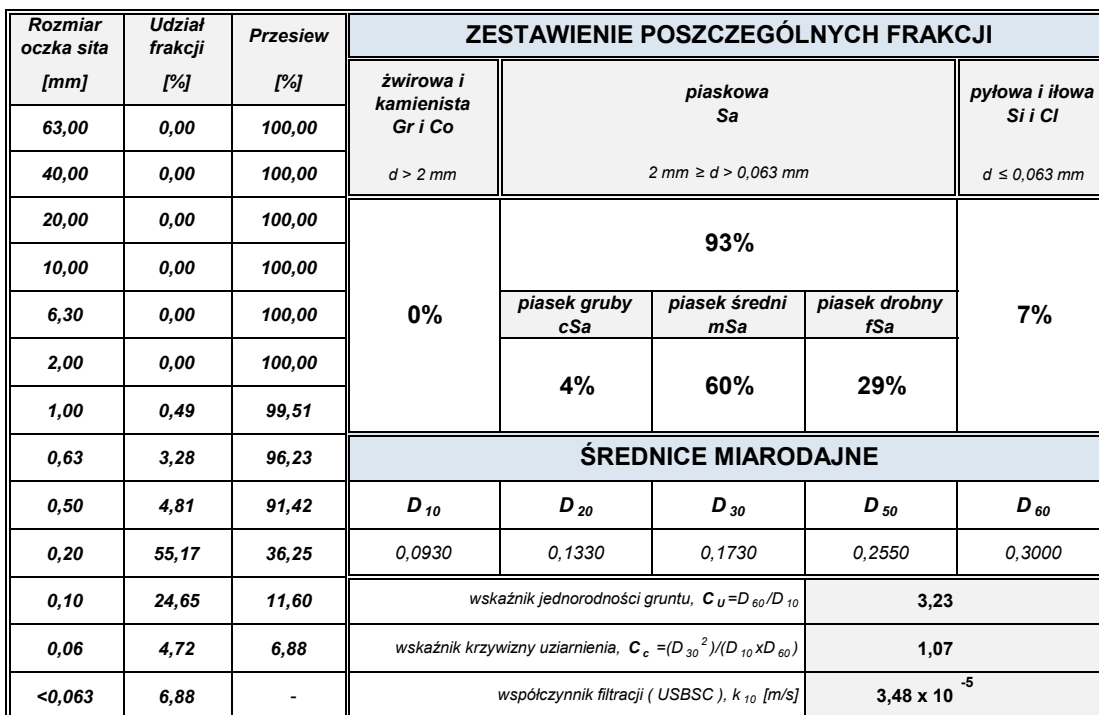 Rozmiar oczka sita Udział frakcji Przesiew ZESTAWIENIE POSZCZEGÓLNYCH FRAKCJI
[mm] [%] [%] żwirowa i kamienista Gr i Co piaskowa Sa pyłowa i iłowa Si i Cl
63,00 0,00 100,00
40,00 0,00 100,00 d > 2 mm 2 mm ≥ d > 0,063 mm d ≤ 0,063 mm
20,00 0,00 100,00
93%
10,00 0,00 100,00
6,30 0,00 100,00 0% piasek gruby cSa piasek średni mSa piasek drobny fSa 7%
2,00 0,00 100,00
4% 60% 29%
1,00 0,49 99,51
0,63 3,28 96,23 ŚREDNICE MIARODAJNE
0,50 4,81 91,42 D 10 D 20 D 30 D 50 D 60
0,20 55,17 36,25 0,0930 0,1330 0,1730 0,2550 0,3000
0,10 24,65 11,60 wskaźnik jednorodności gruntu, C U =D 60 /D 10 3,23
0,06 4,72 6,88 wskaźnik krzywizny uziarnienia, C c =(D 30 2 )/(D 10 xD 60 ) 1,07
<0,063 6,88 - współczynnik filtracji ( USBSC ), k 10 [m/s] 3,48 x 10 -5